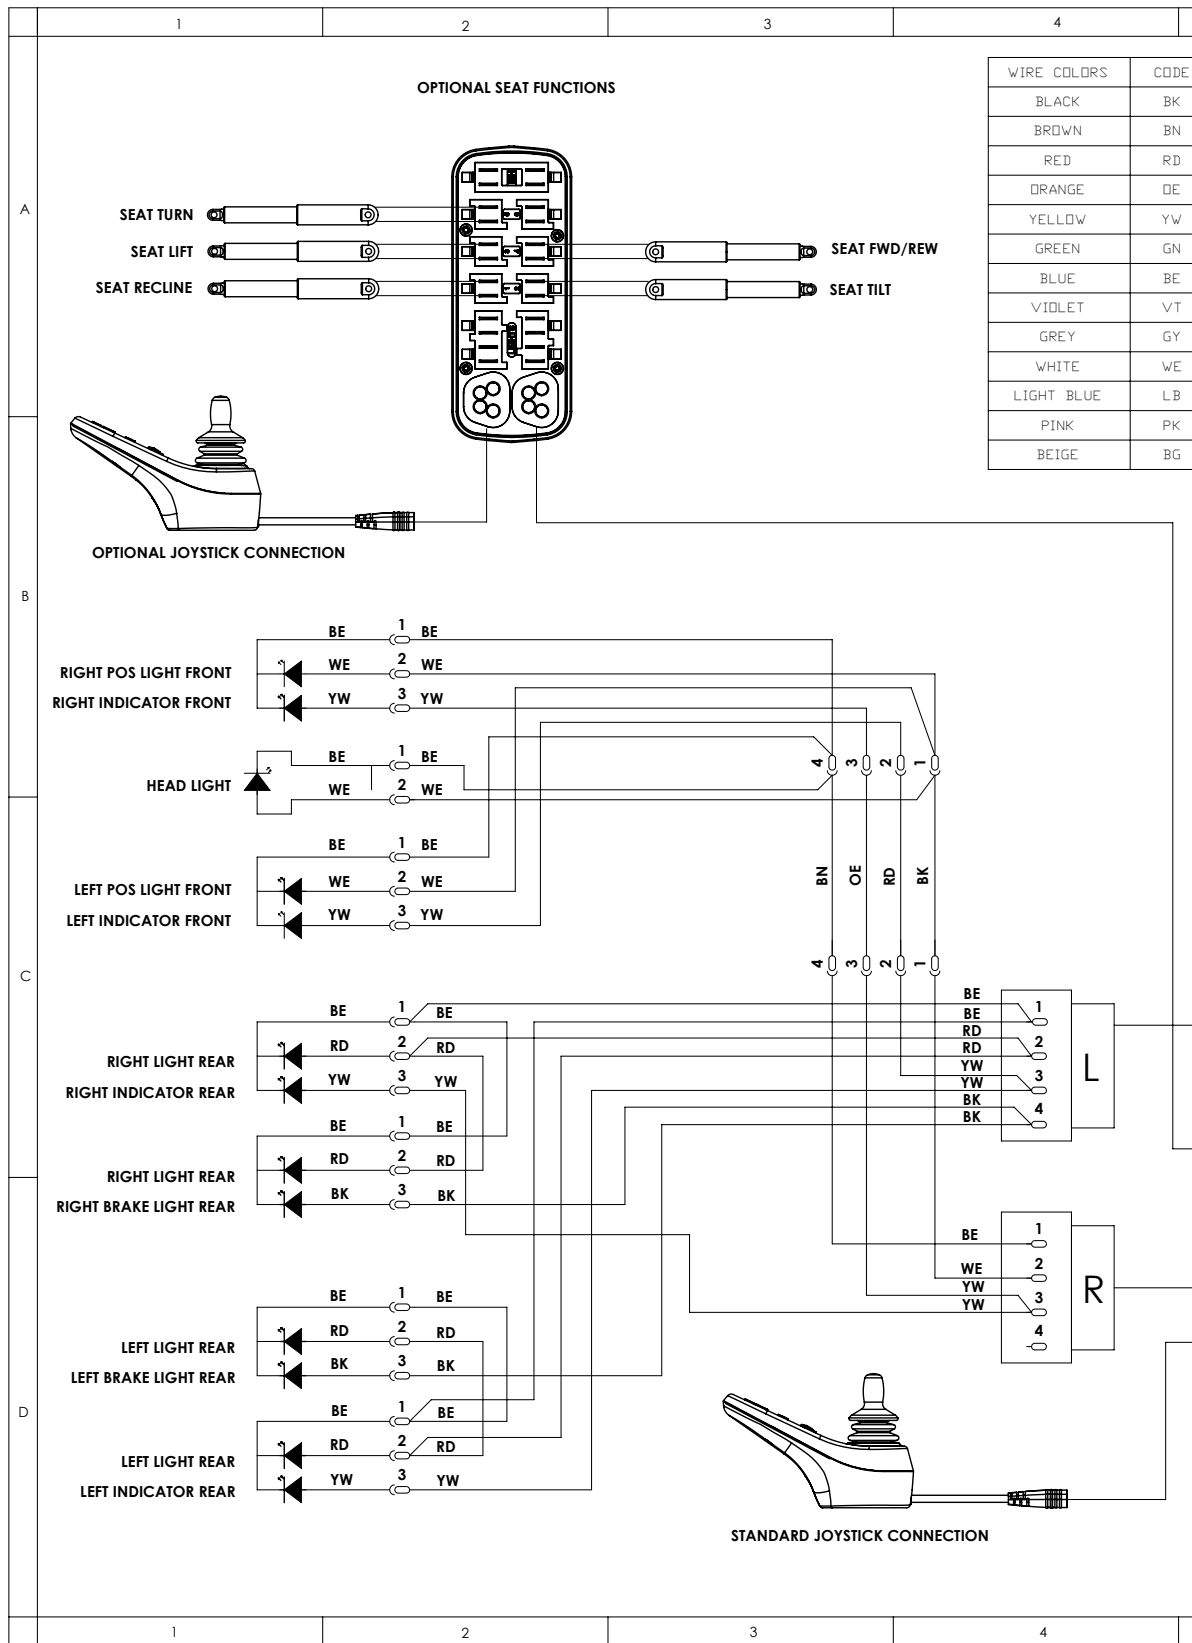 1 2 3 4
OPTIONAL SEAT FUNCTIONS
WIRE COLORS CODE
BLACK BK
BROWN BN
RED RD
ORANGE OE
YELLOW YW
GREEN GN
BLUE BE
VIOLET VT
GREY GY
WHITE WE
LIGHT BLUE LB
PINK PK
BEIGE BG
A
SEAT TURN
SEAT LIFT
SEAT FWD/REW
SEAT RECLINE
SEAT TILT
OPTIONAL JOYSTICK CONNECTION
B
BE 1 BE
RIGHT POS LIGHT FRONT WE 2 WE
RIGHT INDICATOR FRONT YW 3 YW
BE 1 BE
4 3 2 1
HEAD LIGHT WE 2 WE
BE 1 BE
LEFT POS LIGHT FRONT WE 2 WE
BN OE RD BK
LEFT INDICATOR FRONT YW 3 YW
4 3 2 1
C
BE 1 BE
RIGHT LIGHT REAR RD 2 RD
RIGHT INDICATOR REAR YW 3 YW
BE
BE 1
RD
RD 2
YW
YW 3
BK
BK 4
L
BE 1 BE
RIGHT LIGHT REAR RD 2 RD
RIGHT BRAKE LIGHT REAR BK 3 BK
BE 1
WE 2
YW
YW 3
4
R
BE 1 BE
LEFT LIGHT REAR RD 2 RD
LEFT BRAKE LIGHT REAR BK 3 BK
D
BE 1 BE
LEFT LIGHT REAR RD 2 RD
LEFT INDICATOR REAR YW 3 YW
STANDARD JOYSTICK CONNECTION
1 2 3 4